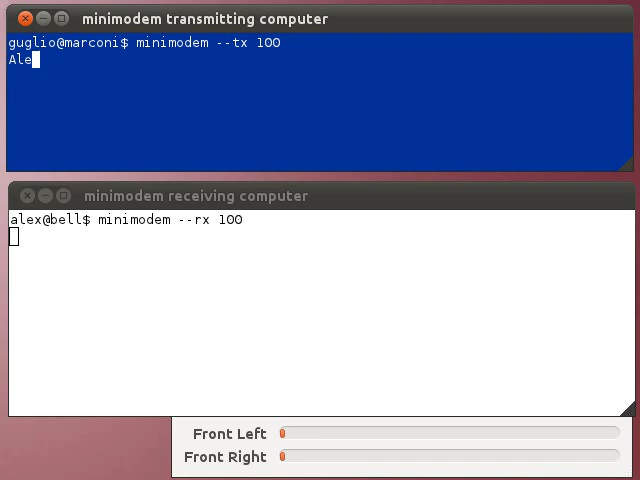 minimodem transmitting computer
guglio@marconi$ minimodem --tx 100
Ale
minimodem receiving computer
alex@bell$ minimodem --rx 100
Front Left
Front Right